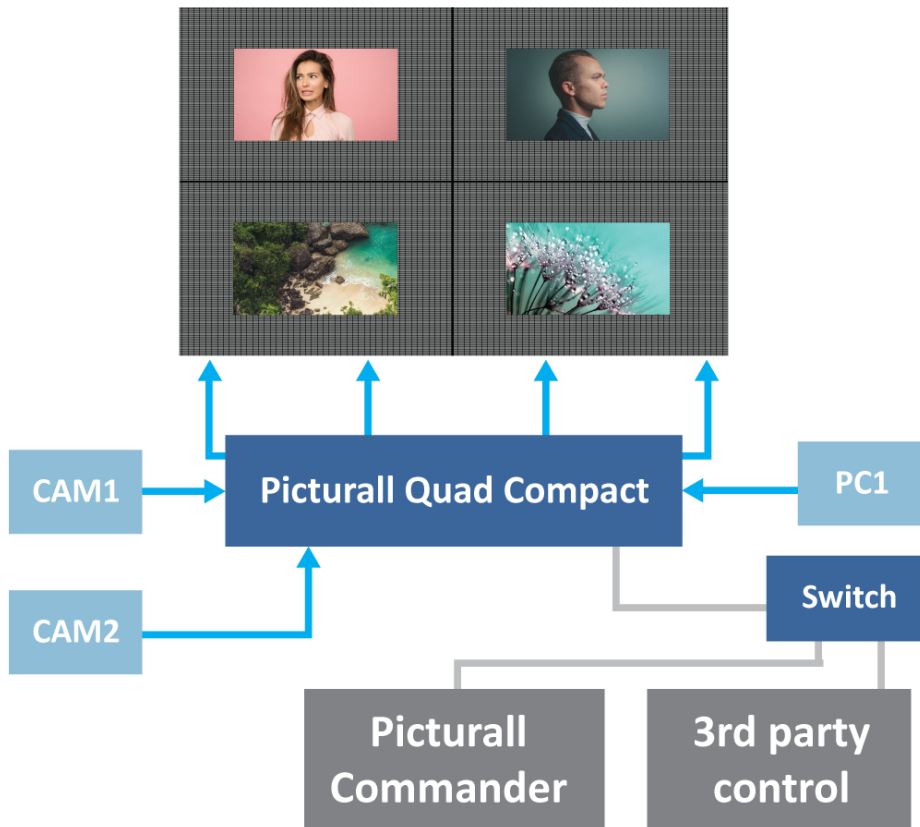 CAM1
Picturall Quad Compact
PC1
CAM2
Switch
Picturall
Commander
3rd party
control